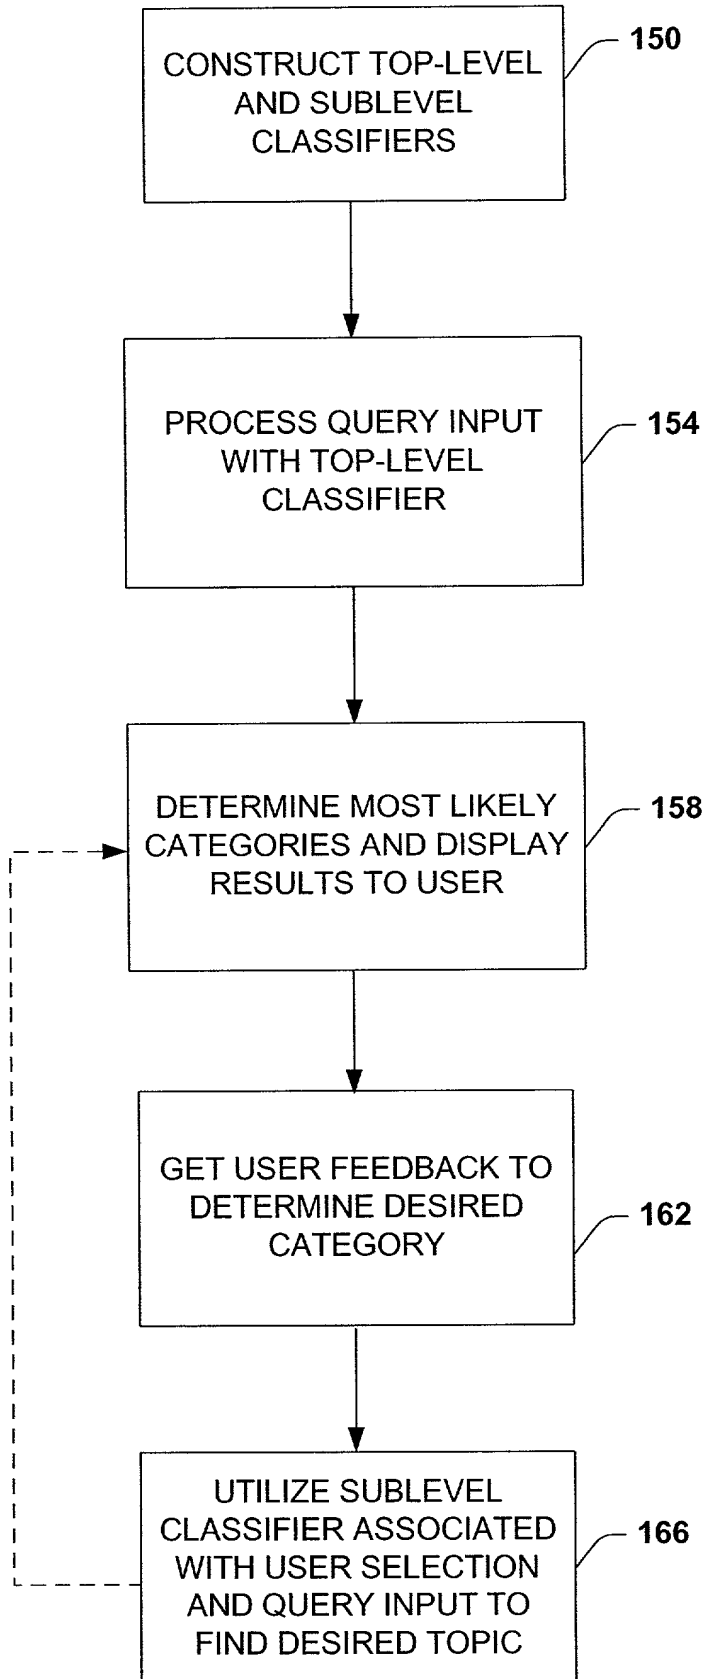 150
CONSTRUCT TOP-LEVEL
AND SUBLEVEL
CLASSIFIERS
154
PROCESS QUERY INPUT
WITH TOP-LEVEL
CLASSIFIER
158
DETERMINE MOST LIKELY
CATEGORIES AND DISPLAY
RESULTS TO USER
GET USER FEEDBACK TO
DETERMINE DESIRED
CATEGORY
162
UTILIZE SUBLEVEL
CLASSIFIER ASSOCIATED
WITH USER SELECTION
AND QUERY INPUT TO
FIND DESIRED TOPIC
166